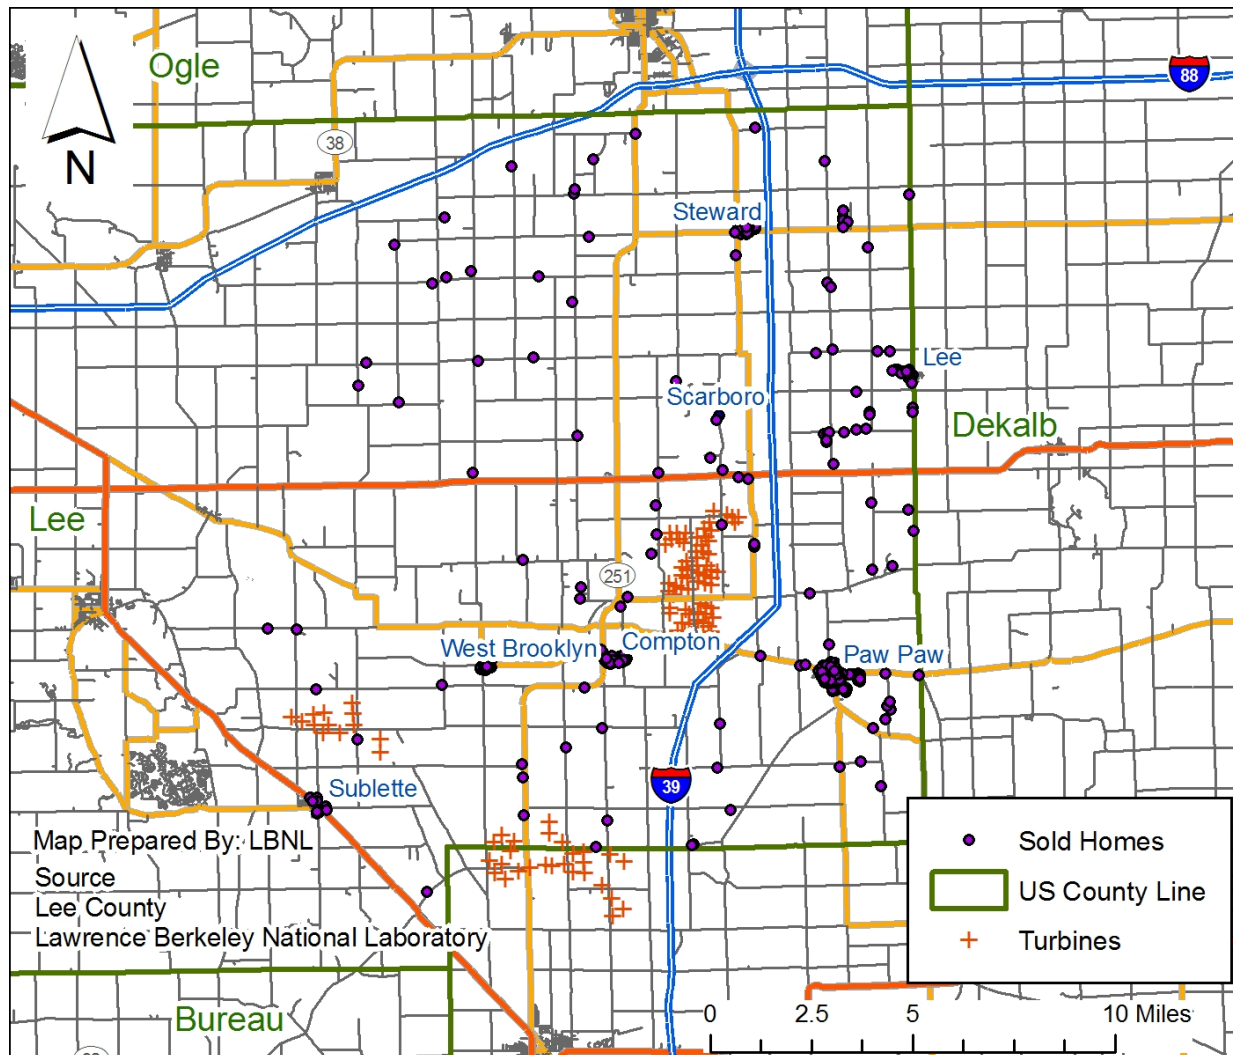 Ogle
88
38
N
Steward
Lee
Scarboro
Dekalb
Lee
251
West Brooklyn
Compton
Paw Paw
39
Sublette
Map Prepared By: LBNL
Source
Lee County
Lawrence Berkeley National Laboratory
Sold Homes
US County Line
Turbines
Bureau
0 2.5 5 10 Miles